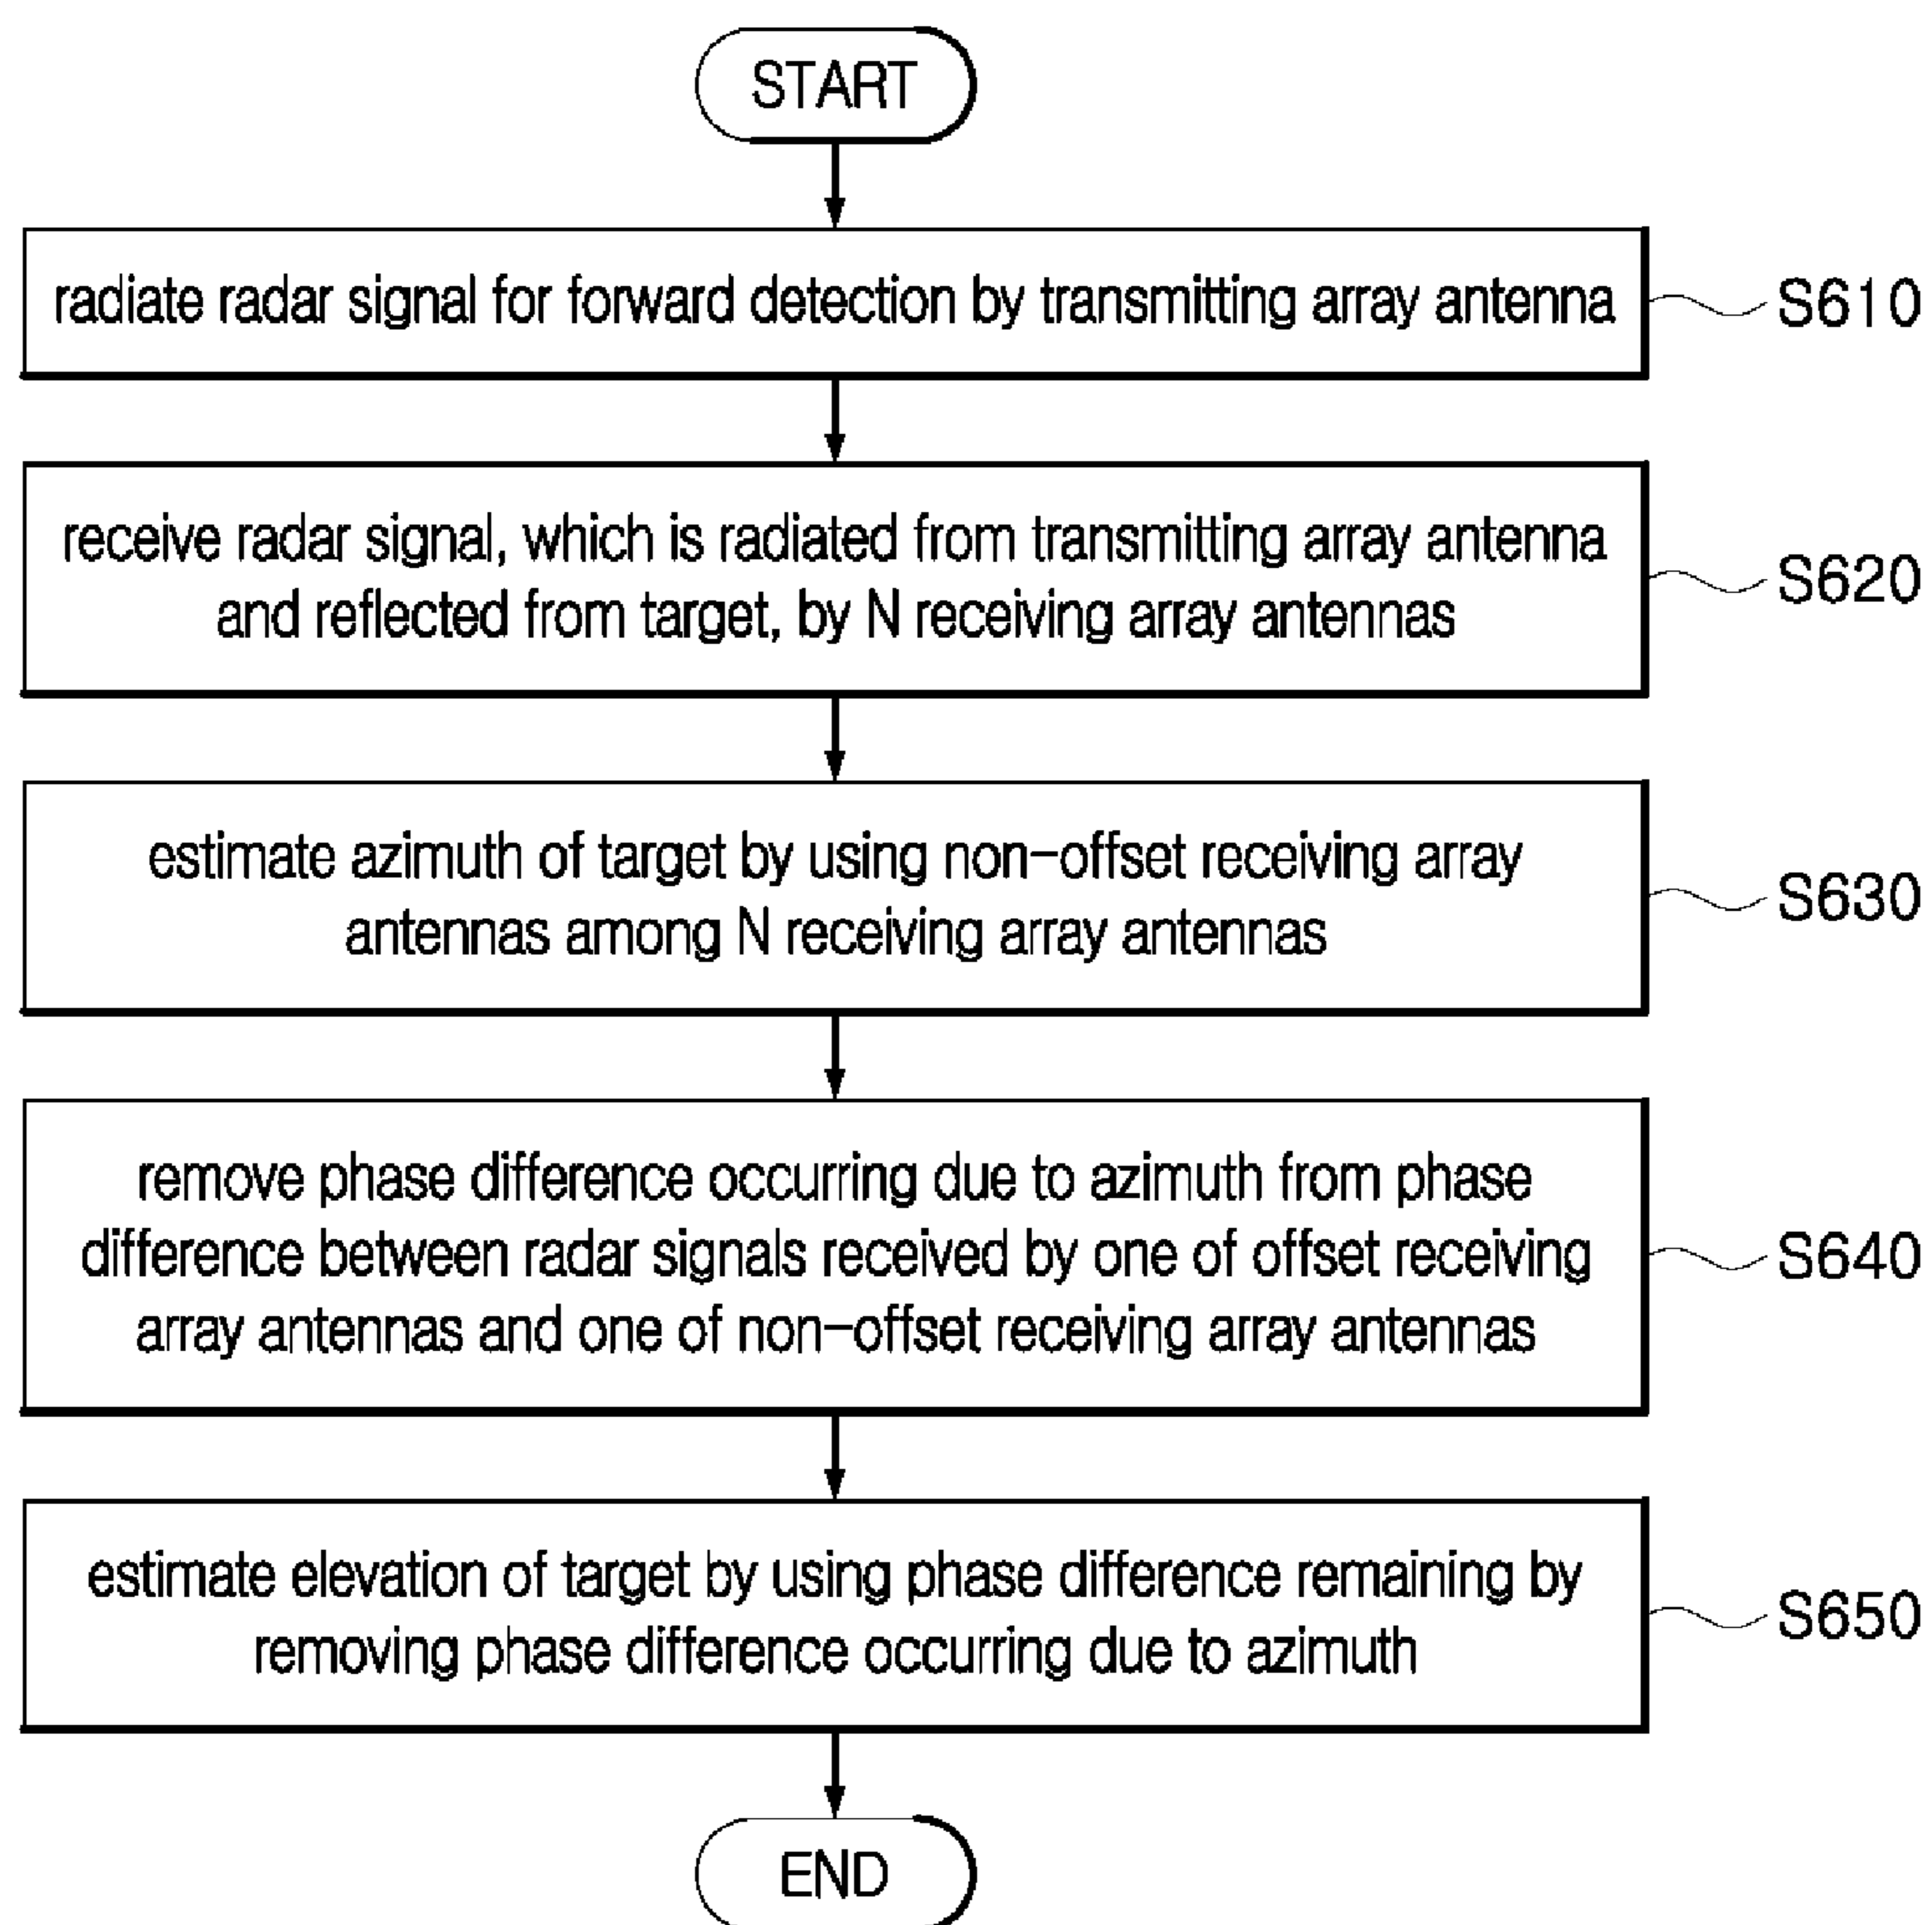 START
radiate radar signal for forward detection by transmitting array antenna
S610
receive radar signal, which is radiated from transmitting array antenna
and reflected from target, by N receiving array antennas
S620
estimate azimuth of target by using non-offset receiving array
antennas among N receiving array antennas
S630
remove phase difference occurring due to azimuth from phase
difference between radar signals received by one of offset receiving
array antennas and one of non-offset receiving array antennas
S640
estimate elevation of target by using phase difference remaining by
removing phase difference occurring due to azimuth
S650
END